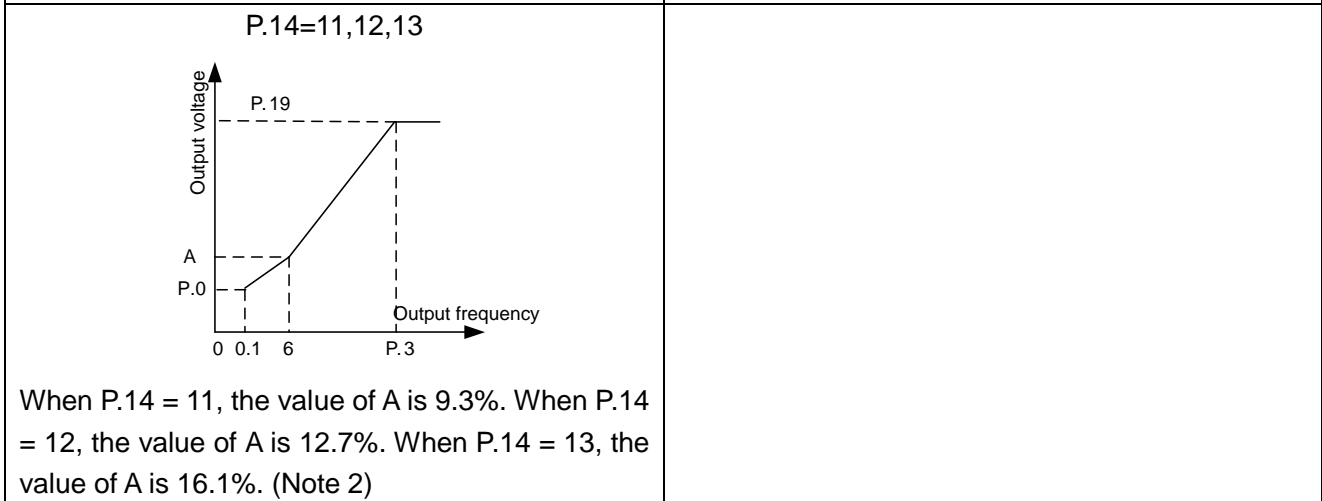 P.14=11,12,13
Output voltage
P.19
A
P.0
Output frequency
0 0.1 6 P.3
When P.14 = 11, the value of A is 9.3%. When P.14
= 12, the value of A is 12.7%. When P.14 = 13, the
value of A is 16.1%. (Note 2)